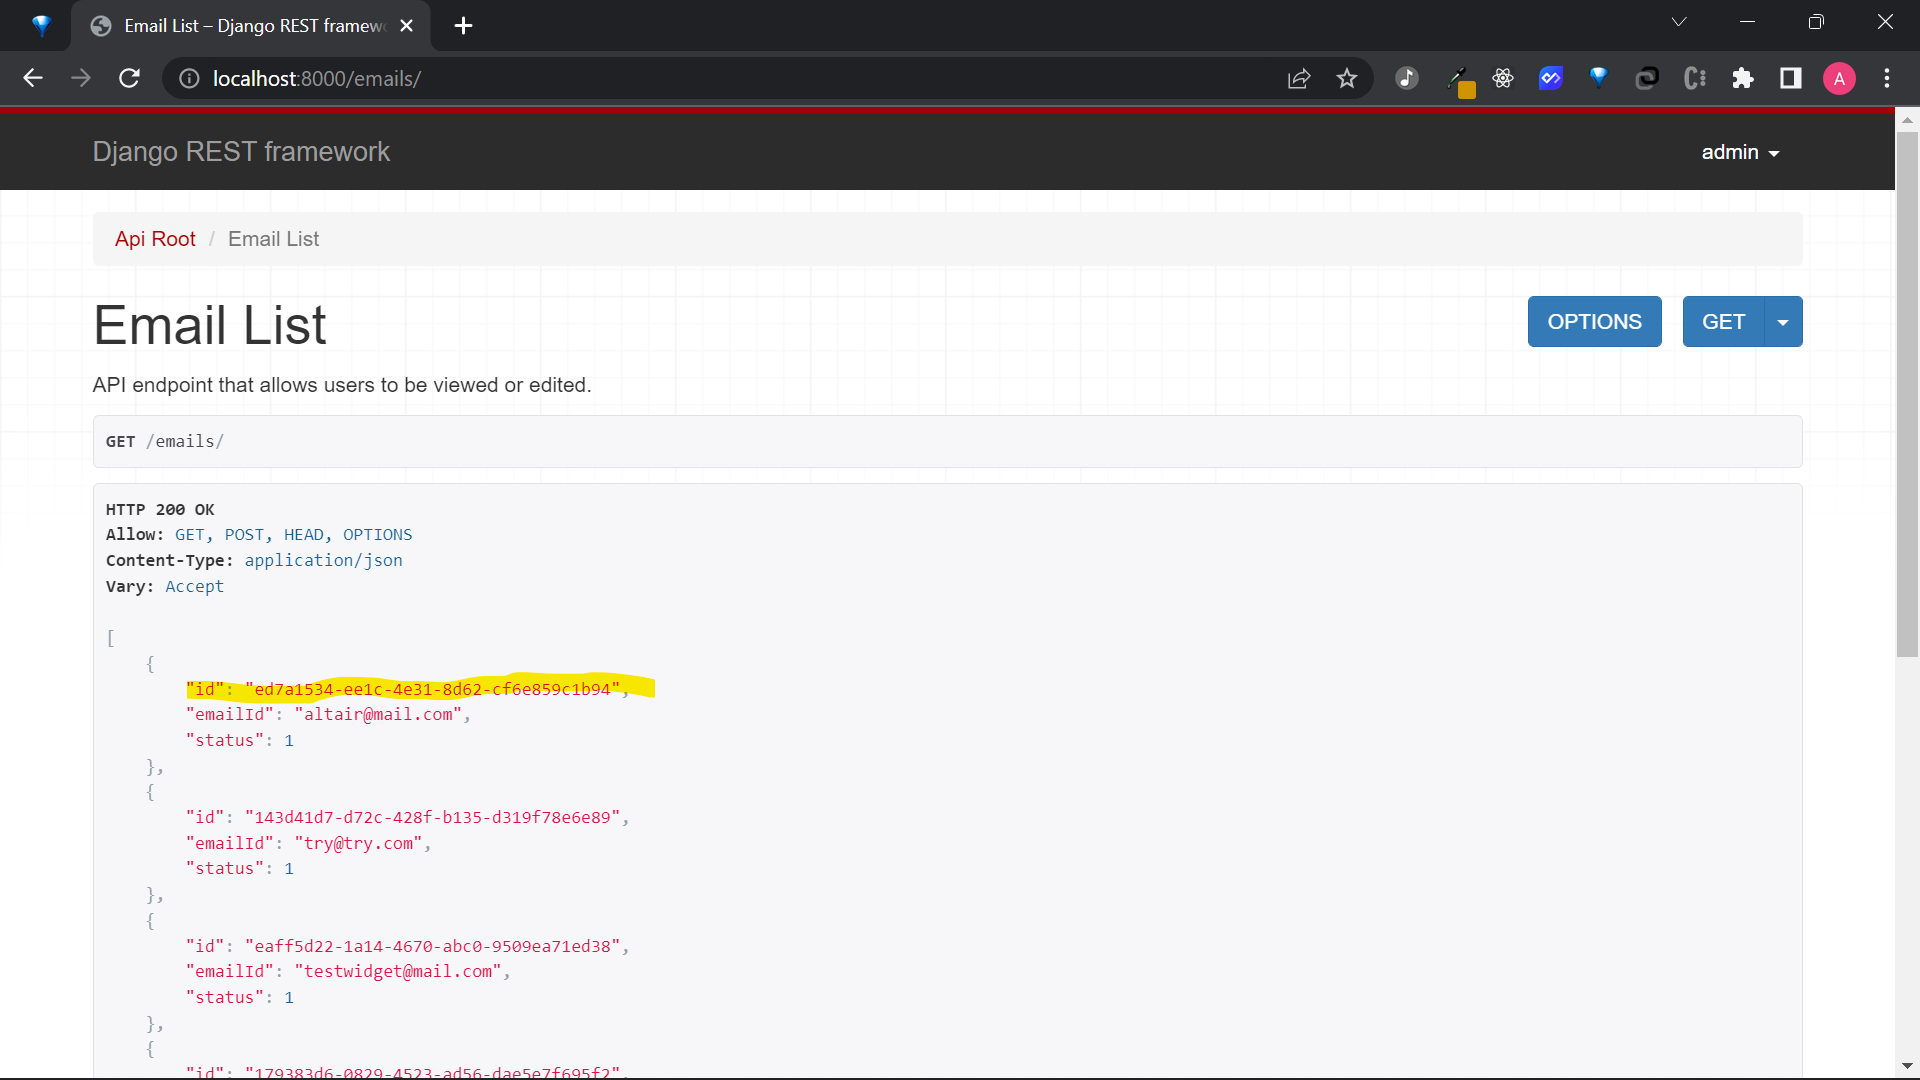 Email List – Django REST framew
localhost:8000/emails/
A
Django REST framework
admin
Api Root / Email List
Email List
OPTIONS
GET
API endpoint that allows users to be viewed or edited.
GET /emails/
HTTP 200 OK
Allow: GET, POST, HEAD, OPTIONS
Content-Type: application/json
Vary: Accept
[
{
"id": "ed7a1534-ee1c-4e31-8d62-cf6e859c1b94",
"emailId": "altair@mail.com",
"status": 1
},
{
"id": "143d41d7-d72c-428f-b135-d319f78e6e89",
"emailId": "try@try.com",
"status": 1
},
{
"id": "eaff5d22-1a14-4670-abc0-9509ea71ed38",
"emailId": "testwidget@mail.com",
"status": 1
},
{
"id": "179383d6-0829-4523-ad56-dae5e7f695f2",